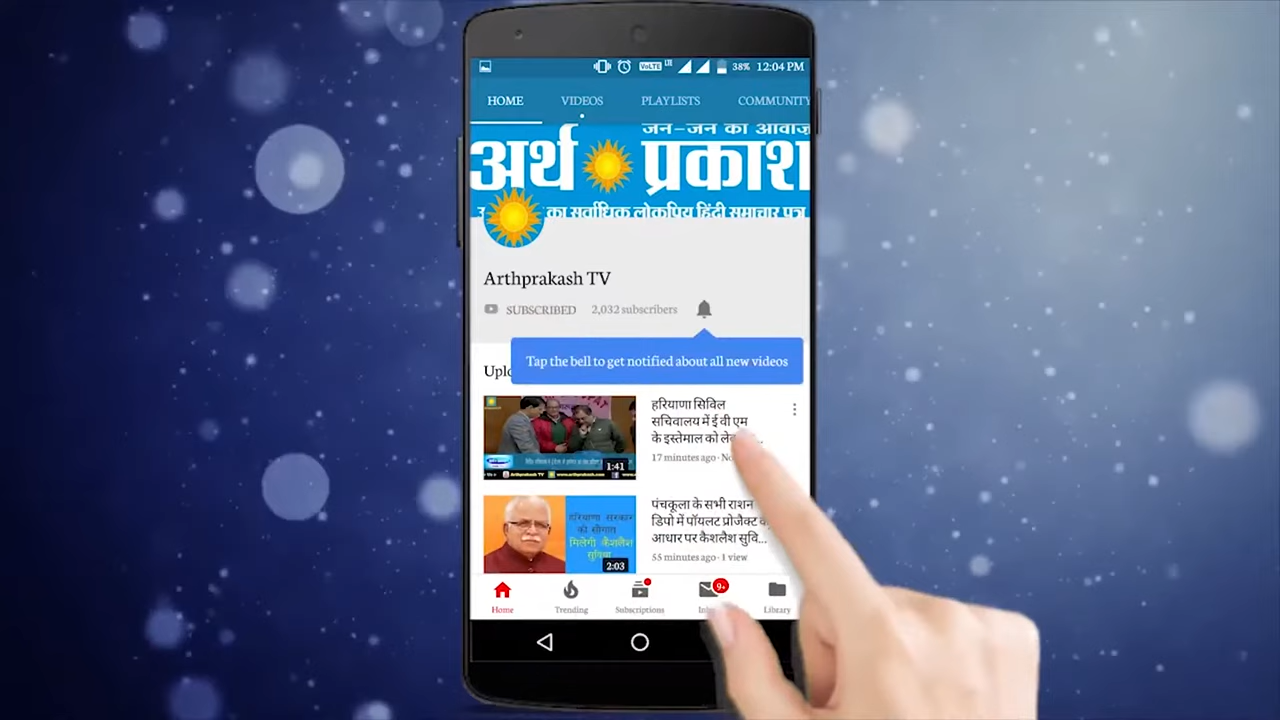 VoLTE LTE 38% 12:04 PM
HOME VIDEOS PLAYLISTS COMMUNITY
जन-जन की आवाज़
अर्थ प्रकाश
का सर्वाधिक लोकप्रिय हिंदी समाचार पत्र
Arthprakash TV
SUBSCRIBED 2,032 subscribers
Tap the bell to get notified about all new videos
हरियाणा सिविल
सचिवालय में ई वी एम
के इस्तेमाल को
17 minutes ago
1:41
पंचकूला के सभी राशन
डिपो में पॉयलट प्रोजैक्ट
आधार पर कैशलैश सुवि...
55 minutes ago · 1 view
हरियाणा सरकार
की सौगात
मिलेगी कैशलैश
सुविधा
2:03
9+
Home Trending Subscriptions Library